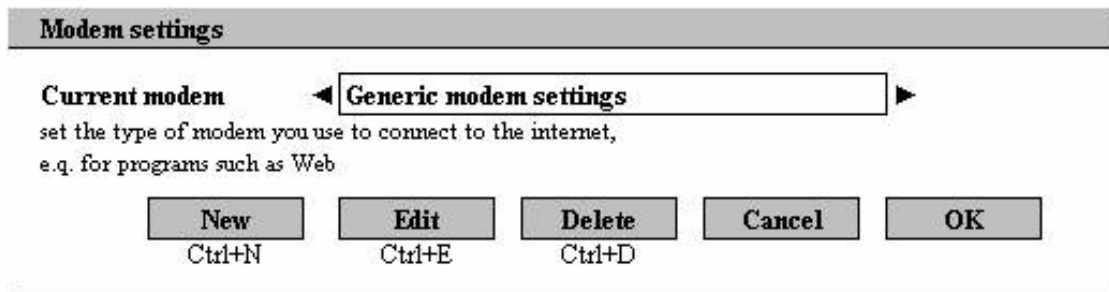 Modem settings
Current modem ◀ Generic modem settings ▶
set the type of modem you use to connect to the internet,
e.q. for programs such as Web
New Edit Delete Cancel OK
Ctrl+N Ctrl+E Ctrl+D